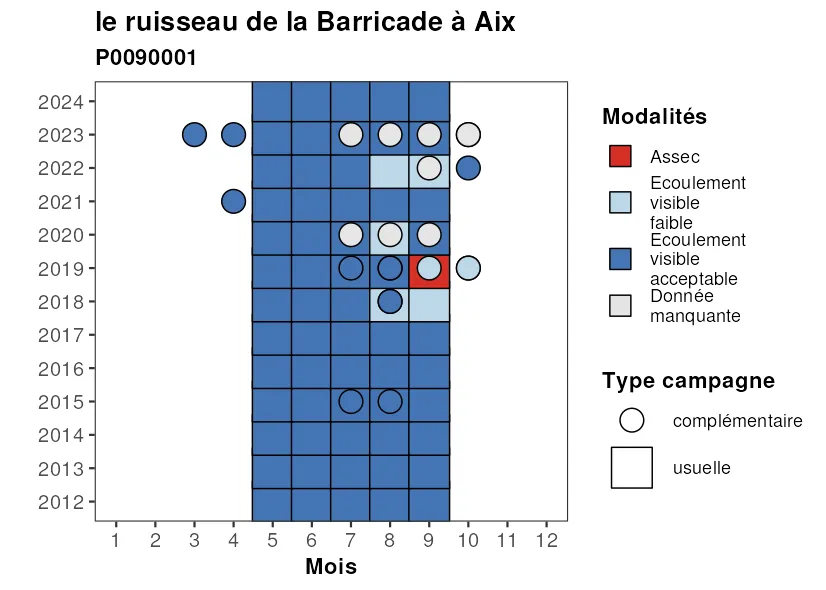 le ruisseau de la Barricade à Aix
P0090001
2024
2023
2022
2021
2020
2019
2018
2017
2016
2015
2014
2013
2012
1 2 3 4 5 6 7 8 9 10 11 12
Mois
Modalités
Assec
Ecoulement
visible
faible
Ecoulement
visible
acceptable
Donnée
manquante
Type campagne
complémentaire
usuelle